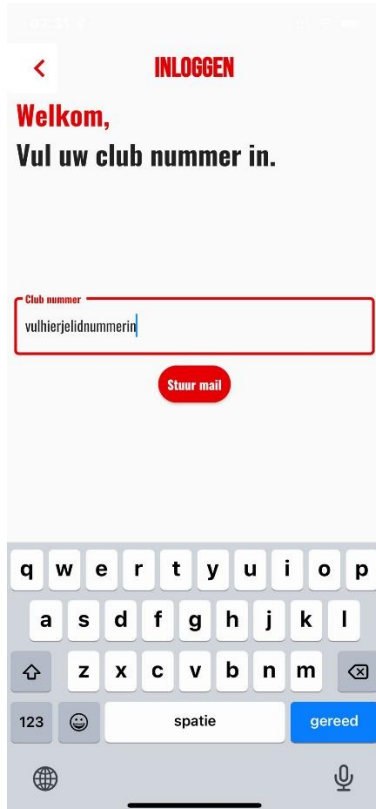 INLOGGEN
Welkom,
Vul uw club nummer in.
Club nummer
vulhierjelidnummerin
Stuur mail
q w e r t y u i o p
a s d f g h j k l
z x c v b n m
123 spatie gereed